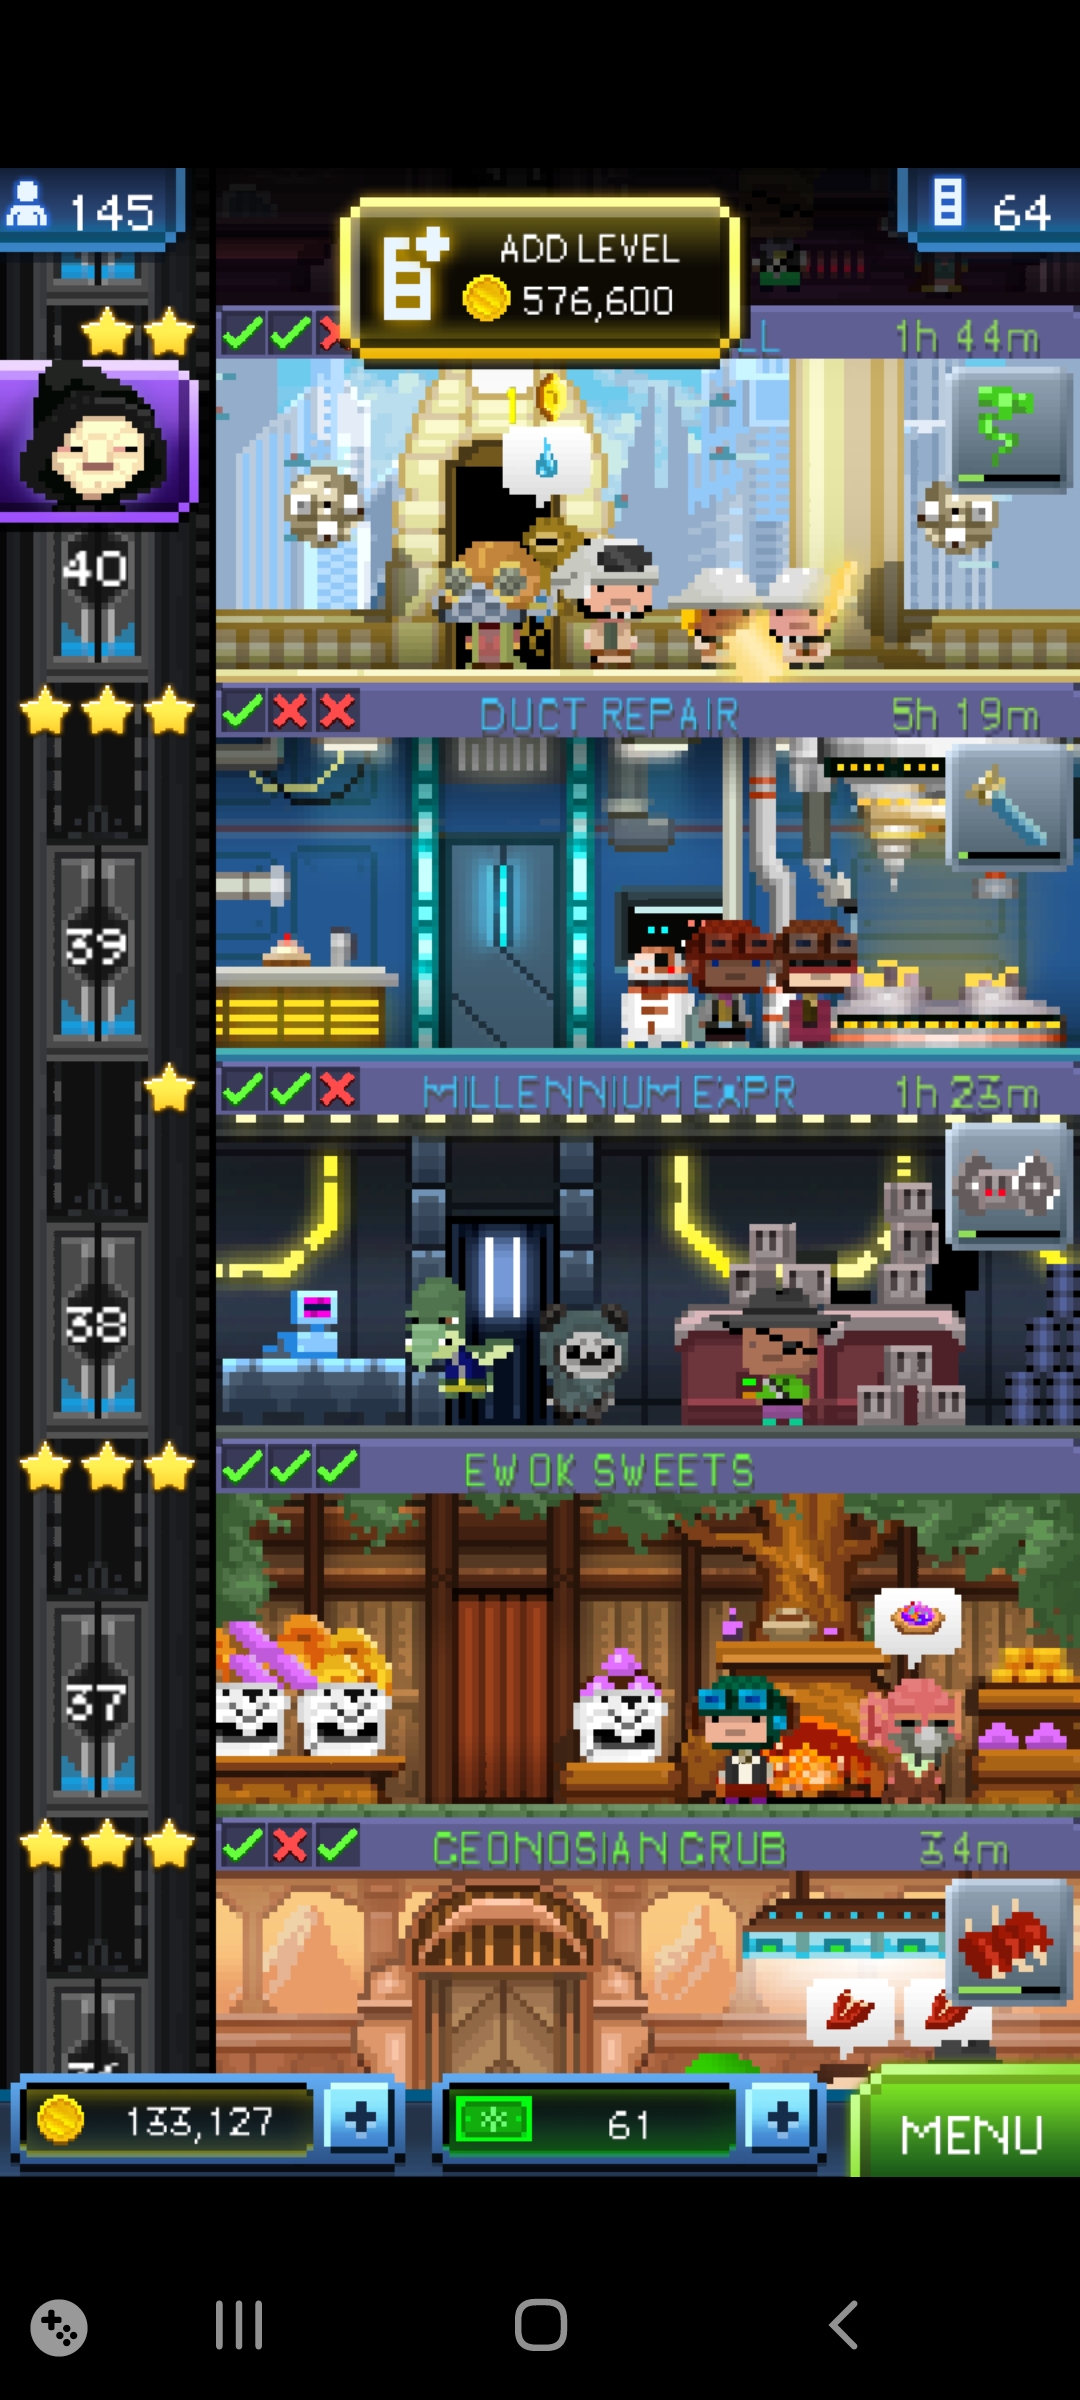 145
64
ADD LEVEL
576,600
LL
1h 44m
40
DUCT REPAIR
5h 19m
39
MILLENNIUM EXPR
1h 23m
38
EWOK SWEETS
37
GEONOSIAN GRUB
34m
133,127
61
MENU